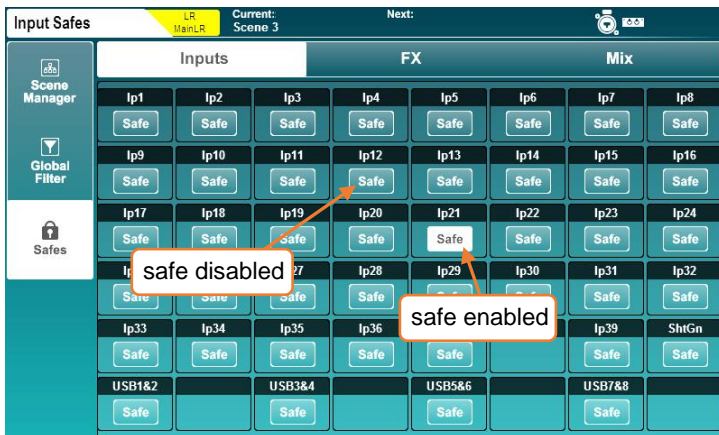 Input Safes
LR
MainLR
Current:
Scene 3
Next:
Scene
Manager
Global
Filter
Safes
Inputs FX Mix
Ip1 Ip2 Ip3 Ip4 Ip5 Ip6 Ip7 Ip8
Safe Safe Safe Safe Safe Safe Safe Safe
Ip9 Ip10 Ip11 Ip12 Ip13 Ip14 Ip15 Ip16
Safe Safe Safe Safe Safe Safe Safe Safe
Ip17 Ip18 Ip19 Ip20 Ip21 Ip22 Ip23 Ip24
Safe Safe Safe Safe Safe Safe Safe Safe
safe disabled
Ip28 Ip29 Ip30 Ip31 Ip32
Safe Safe Safe Safe Safe Safe Safe
safe enabled
Ip33 Ip34 Ip35 Ip36 Ip39 ShtGn
Safe Safe Safe Safe Safe Safe Safe
USB1&2 USB3&4 USB5&6 USB7&8
Safe Safe Safe Safe